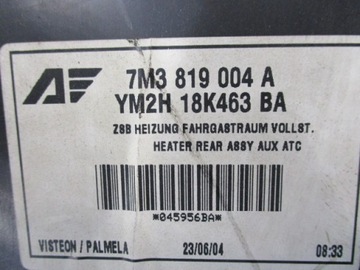 7M3 819 004 A
YM2H 18K463 BA
ZSB HEIZUNG FAHRGASTRAUM VOLLST.
HEATER REAR ASSY AUX ATC
*045956BA*
VISTEON / PALMELA 23/06/04 08:33